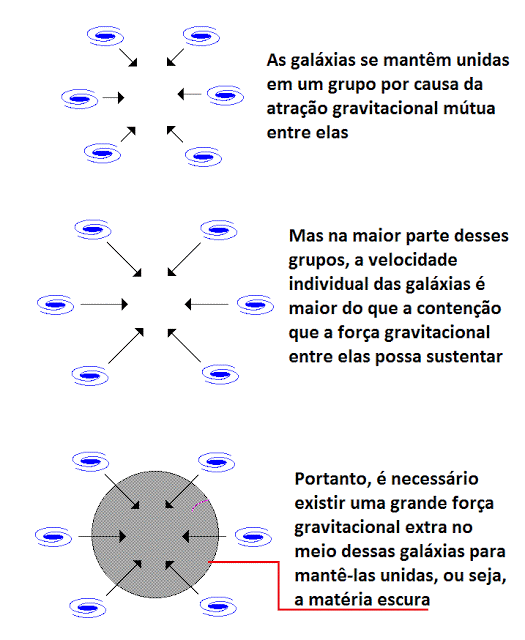 As galáxias se mantêm unidas
em um grupo por causa da
atração gravitacional mútua
entre elas
Mas na maior parte desses
grupos, a velocidade
individual das galáxias é
maior do que a contenção
que a força gravitacional
entre elas possa sustentar
Portanto, é necessário
existir uma grande força
gravitacional extra no
meio dessas galáxias para
mantê-las unidas, ou seja,
a matéria escura